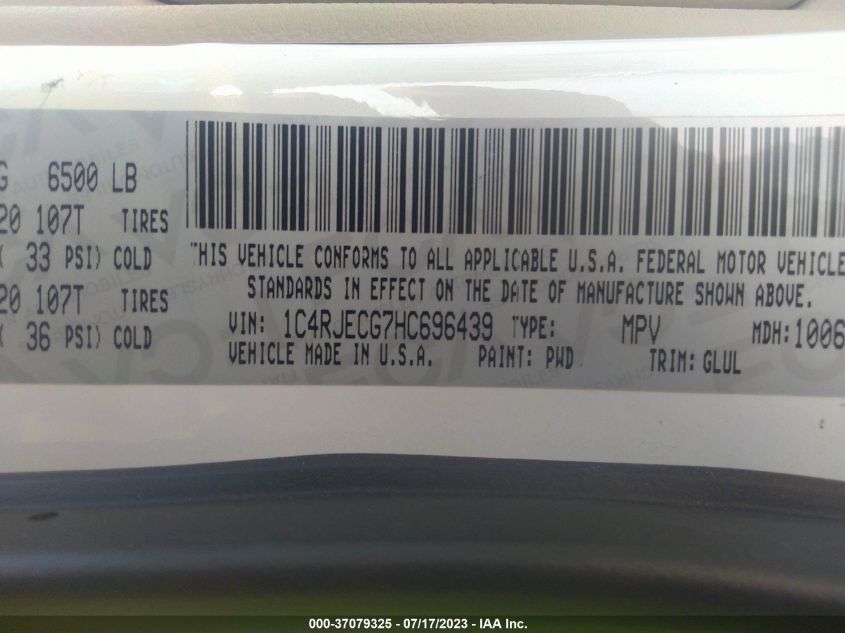 G 6500 LB
20 107T TIRES
( 33 PSI) COLD
20 107T TIRES
( 36 PSI) COLD
THIS VEHICLE CONFORMS TO ALL APPLICABLE U.S.A. FEDERAL MOTOR VEHICLE
STANDARDS IN EFFECT ON THE DATE OF MANUFACTURE SHOWN ABOVE.
VIN: 1C4RJECG7HC696439 TYPE: MPV MDH:1006
VEHICLE MADE IN U.S.A. PAINT: PWD TRIM: GLUL
000-37079325 - 07/17/2023 - IAA Inc.